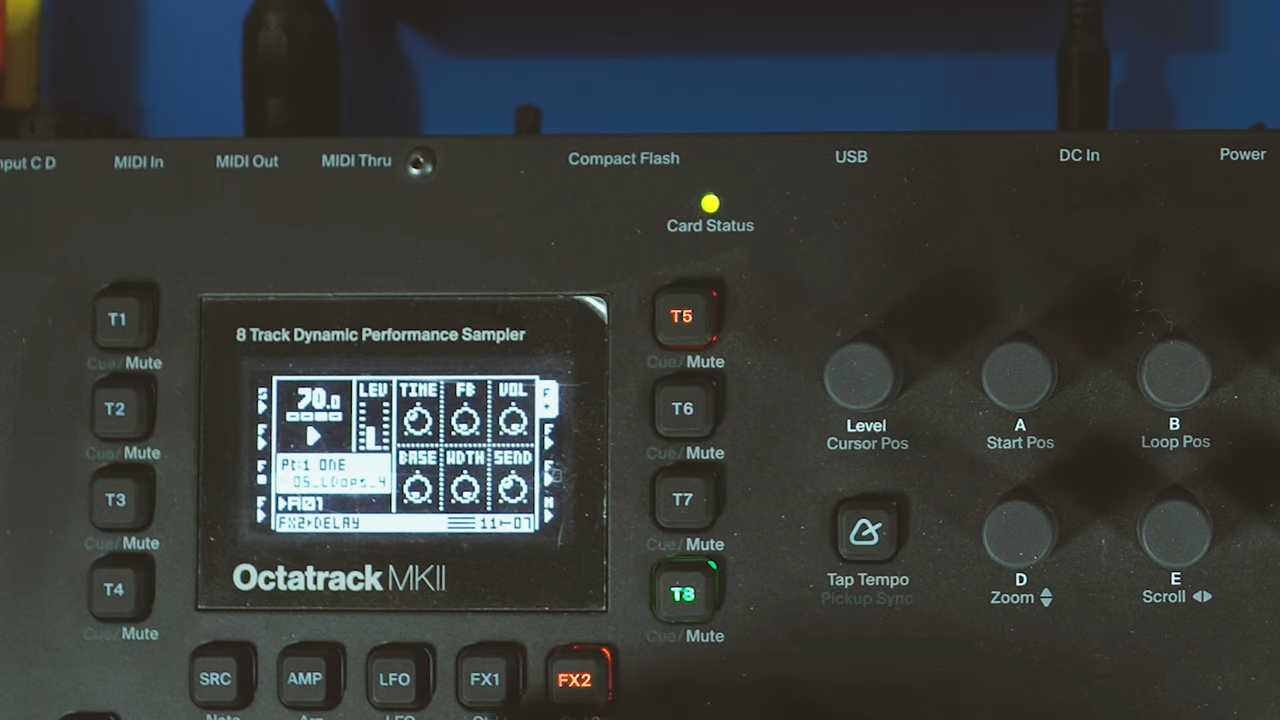 nput C D
MIDI In
MIDI Out
MIDI Thru
Compact Flash
USB
DC In
Power
Card Status
T1
Cue/Mute
T2
Cue/Mute
T3
Cue/Mute
T4
Cue/Mute
8 Track Dynamic Performance Sampler
70.0
LEV
TIME
FB
VOL
BASE
WDTH
SEND
Pt:1 ONE
05_LOops_4
FX2 DELAY
11 07
Octatrack MKII
T5
Cue/Mute
T6
Cue/Mute
T7
Cue/Mute
T8
Cue/Mute
Level
Cursor Pos
A
Start Pos
B
Loop Pos
Tap Tempo
Pickup Sync
D
Zoom
E
Scroll
SRC
AMP
LFO
FX1
FX2